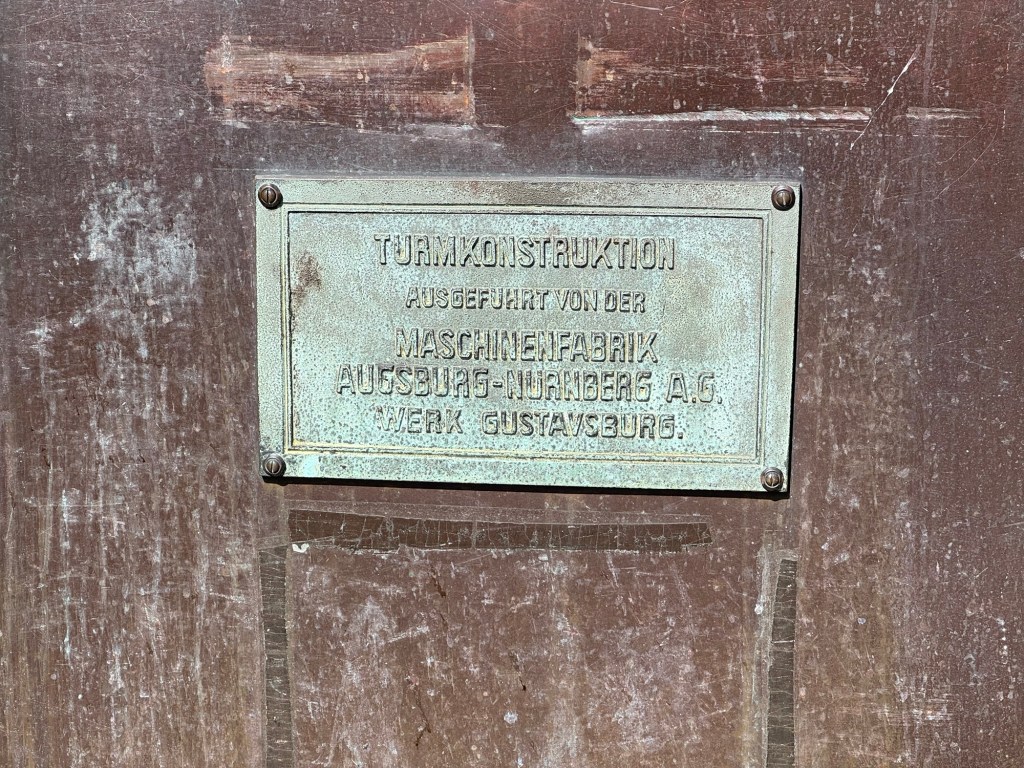 TURMKONSTRUKTION
AUSGEFÜHRT VON DER
MASCHINENFABRIK
AUGSBURG-NÜRNBERG A.G.
WERK GUSTAVSBURG.